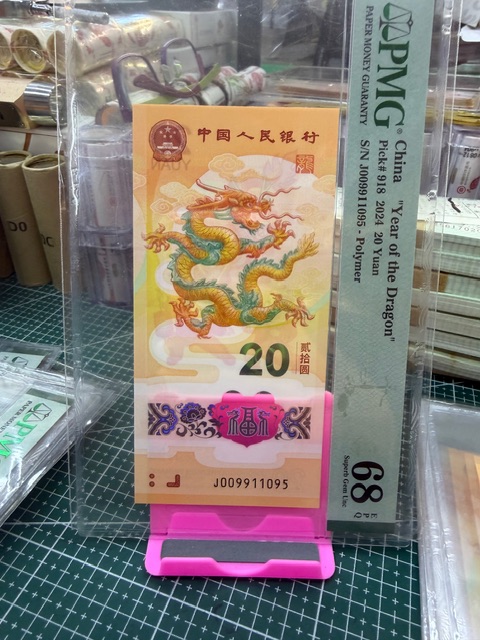 中国人民银行
20
贰拾圆
福
J009911095
PMG
PAPER MONEY GUARANTY
China
"Year of the Dragon"
Pick# 918 2024 20 Yuan
S/N J009911095 - Polymer
68 EPQ
Superb Gem Unc
PMG